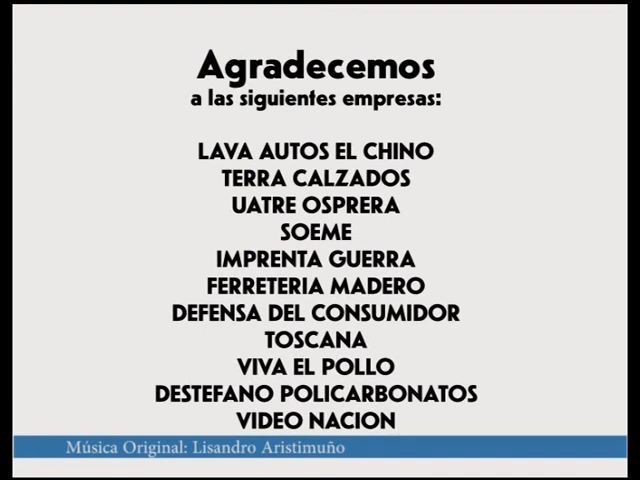 Agradecemos
a las siguientes empresas:
LAVA AUTOS EL CHINO
TERRA CALZADOS
UATRE OSPRERA
SOEME
IMPRENTA GUERRA
FERRETERIA MADERO
DEFENSA DEL CONSUMIDOR
TOSCANA
VIVA EL POLLO
DESTEFANO POLICARBONATOS
VIDEO NACION
Música Original: Lisandro Aristimuño